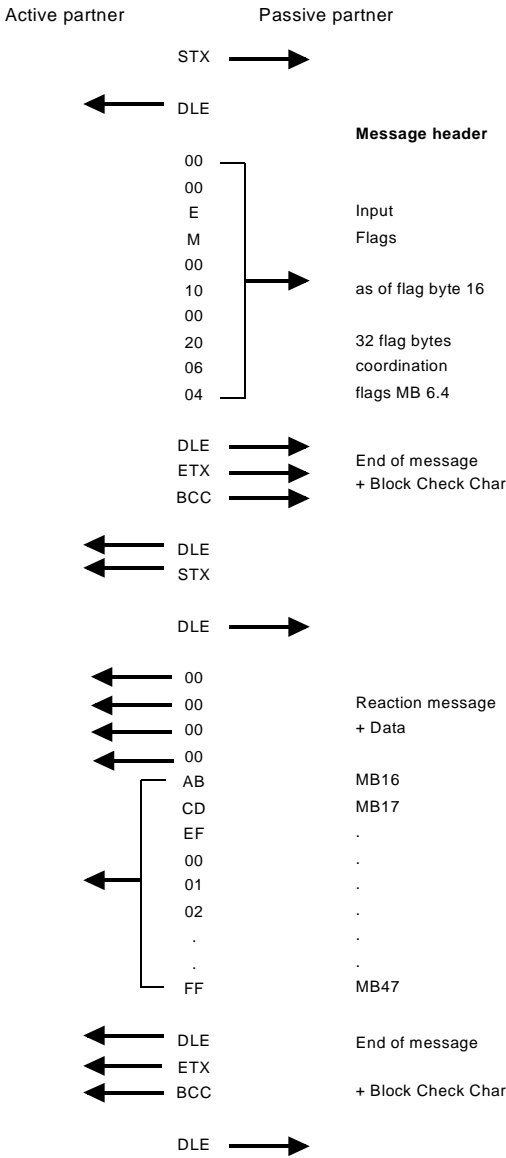 Active partner Passive partner
STX
DLE
Message header
00
00
E Input
M Flags
00
10 as of flag byte 16
00
20 32 flag bytes
06 coordination
04 flags MB 6.4
DLE
End of message
ETX
+ Block Check Char
BCC
DLE
STX
DLE
00
00 Reaction message
00 + Data
00
AB MB16
CD MB17
EF .
00 .
01 .
02 .
. .
. .
FF MB47
DLE End of message
ETX
BCC + Block Check Char
DLE